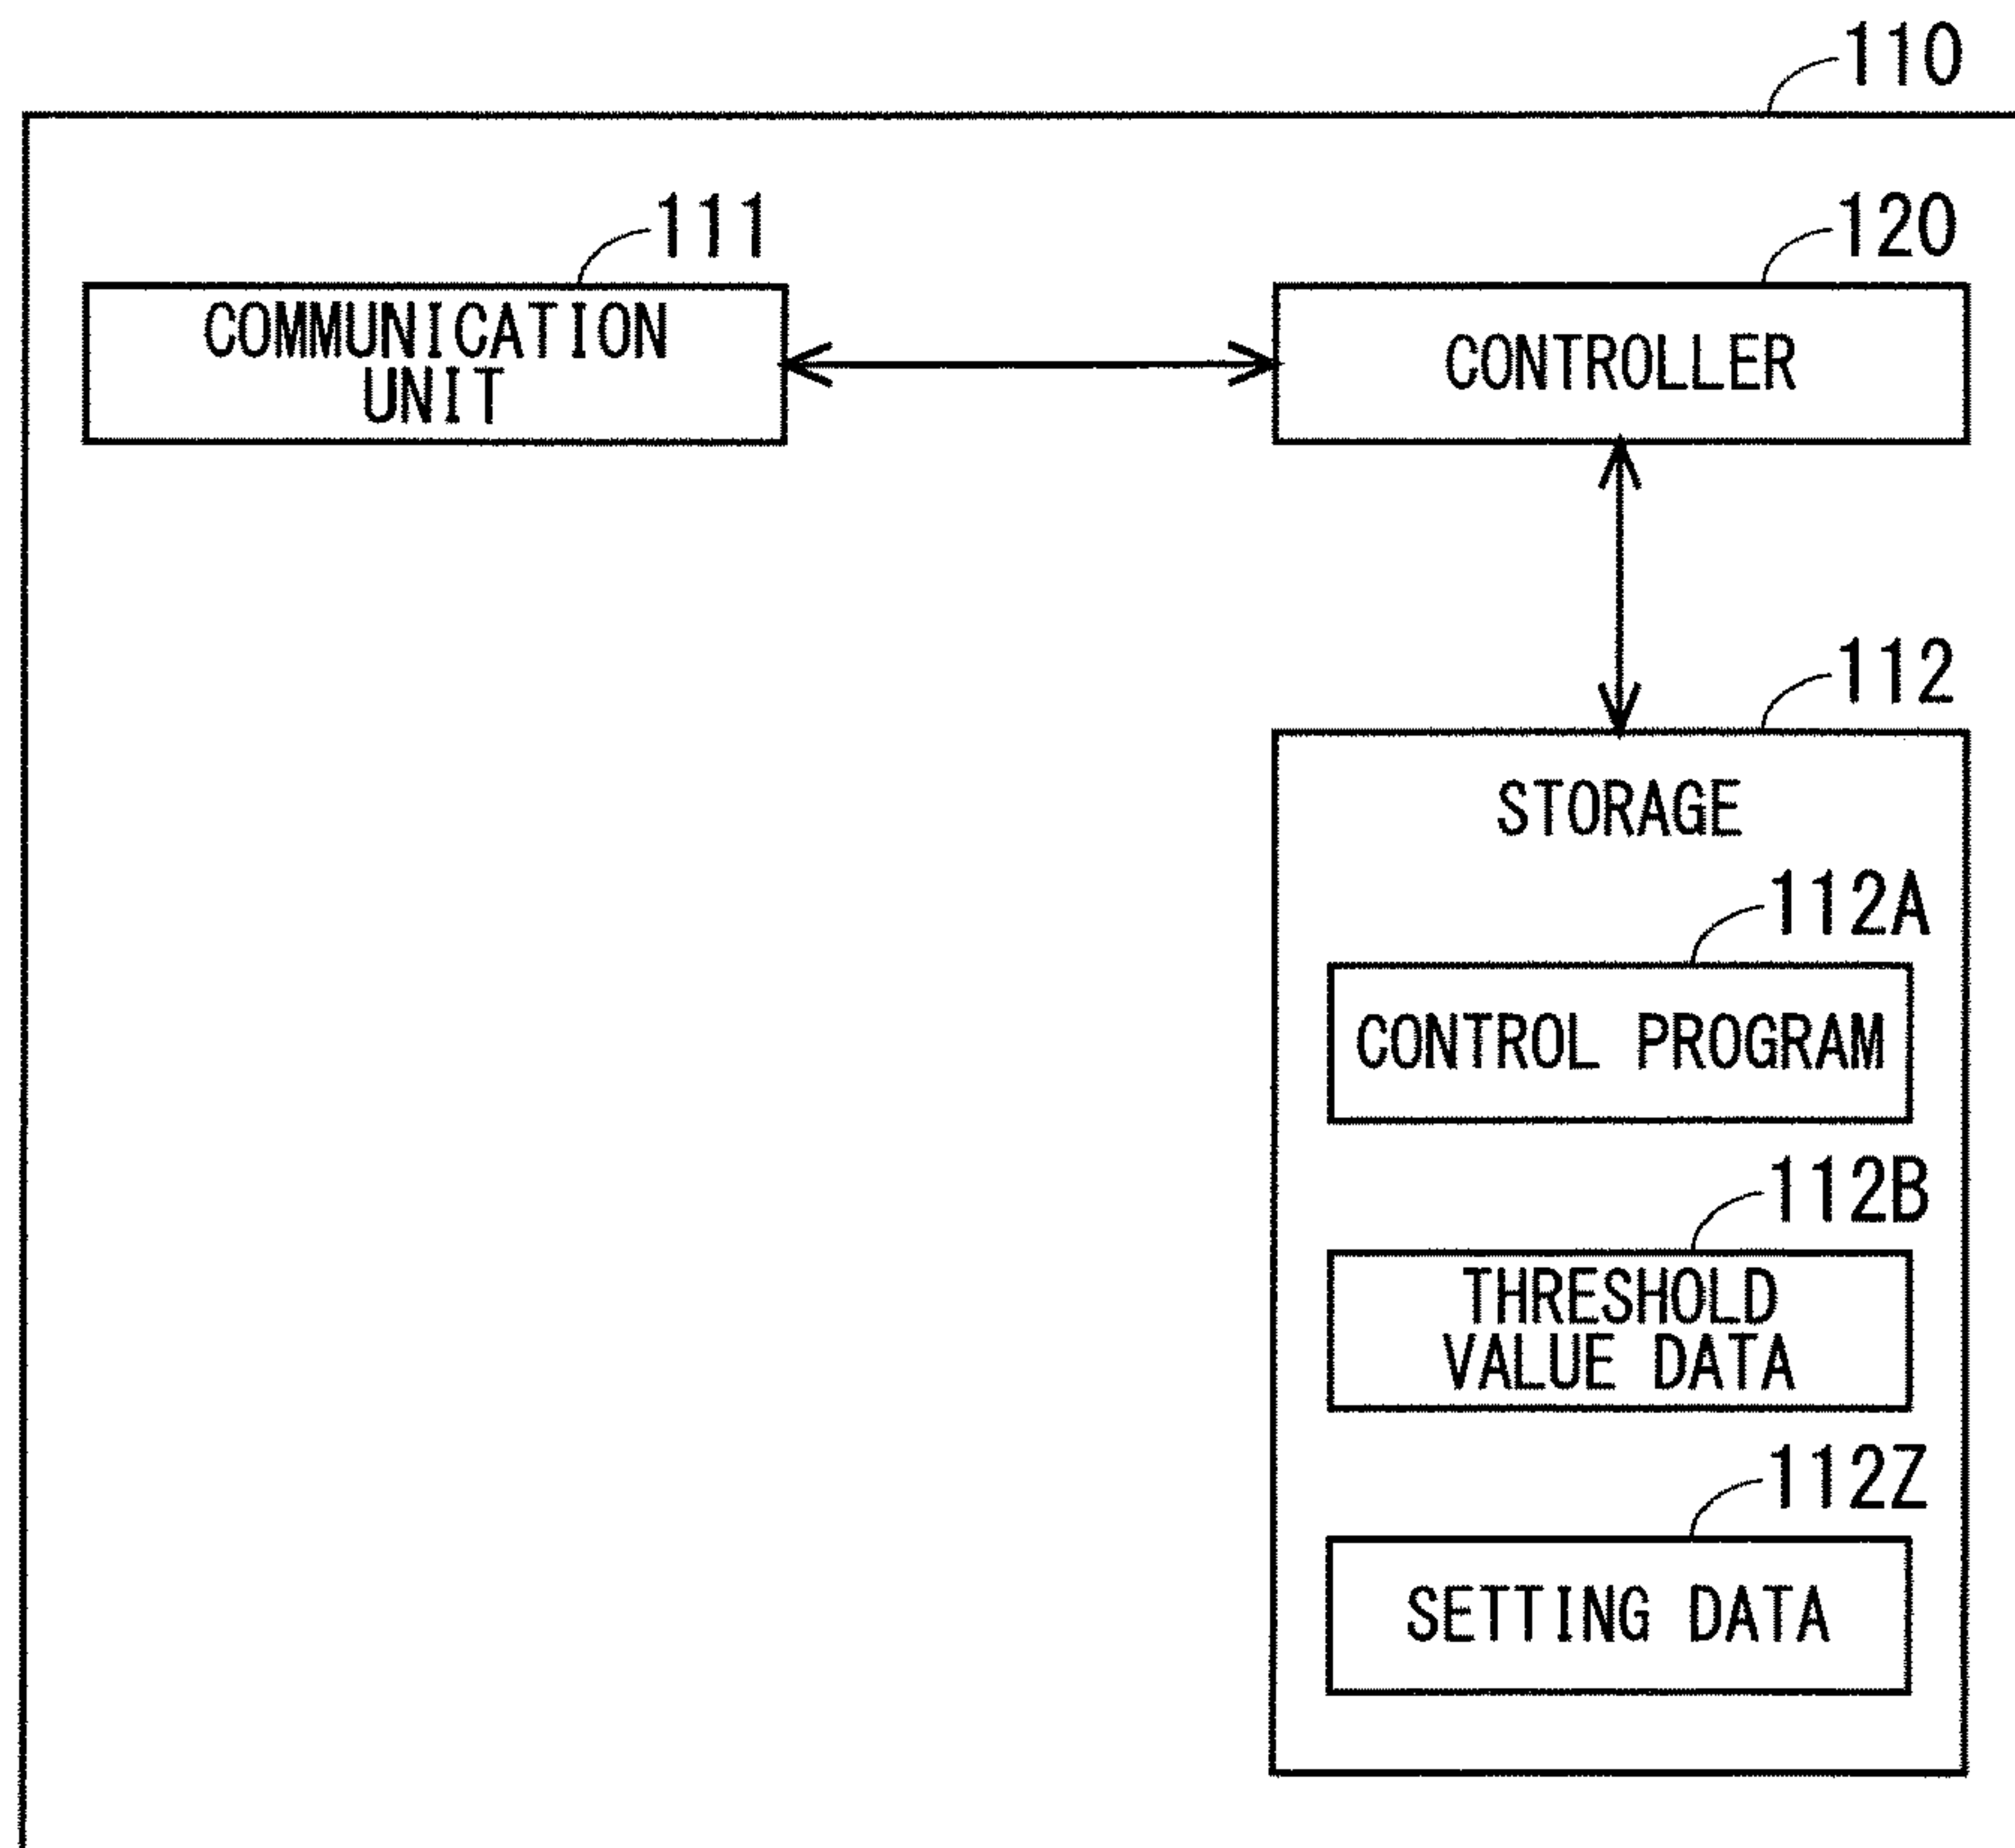 110
111
120
COMMUNICATION
UNIT
CONTROLLER
112
STORAGE
112A
CONTROL PROGRAM
112B
THRESHOLD
VALUE DATA
112Z
SETTING DATA